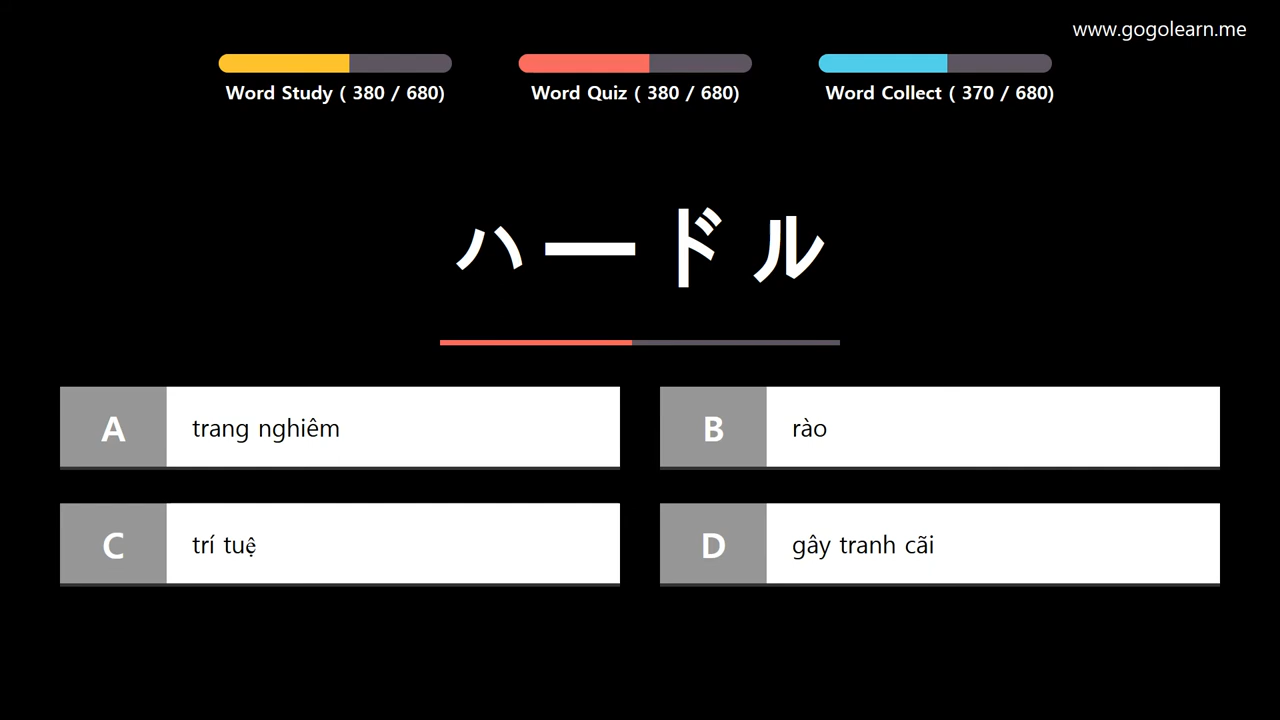 www.gogolearn.me
Word Study ( 380 / 680)
Word Quiz ( 380 / 680)
Word Collect ( 370 / 680)
ハードル
A trang nghiêm
B rào
C trí tuệ
D gây tranh cãi